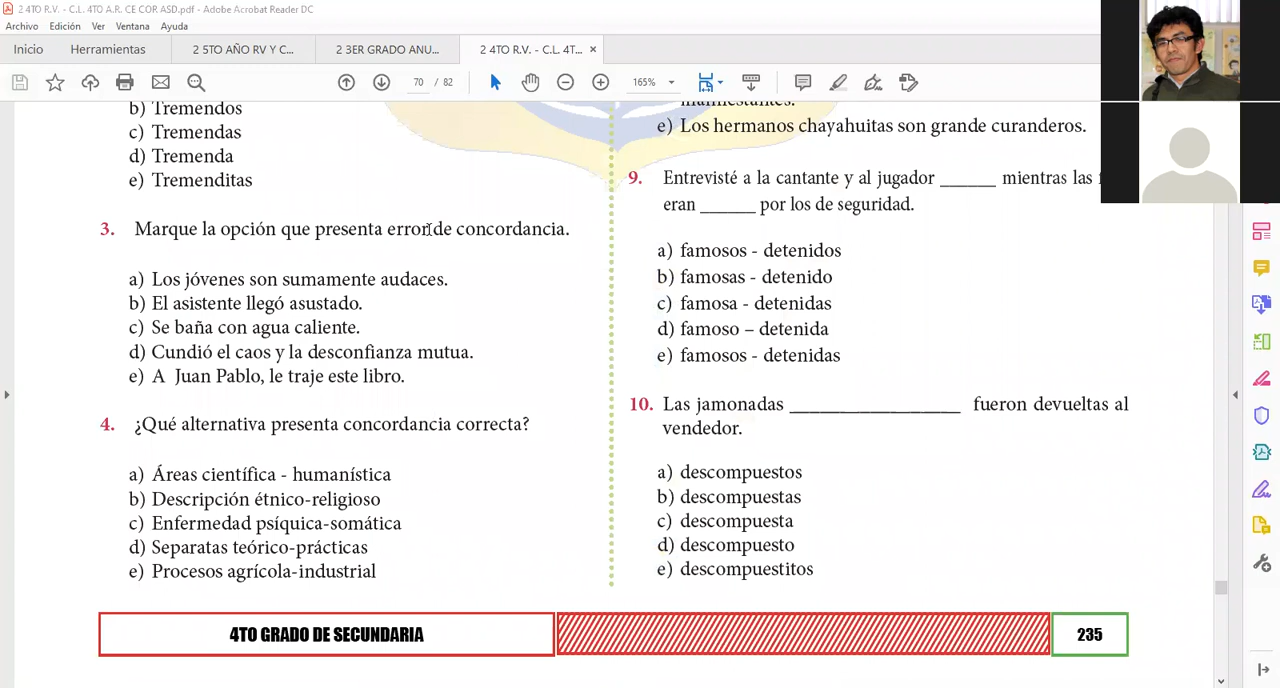 2 4TO R.V. - C.L. 4TO A.R. CE COR ASD.pdf - Adobe Acrobat Reader DC
Archivo Edición Ver Ventana Ayuda
Inicio Herramientas 2 5TO AÑO RV Y C... 2 3ER GRADO ANU... 2 4TO R.V. - C.L. 4T... ×
70 / 82 165%
b) Tremendos
c) Tremendas
d) Tremenda
e) Tremenditas
3. Marque la opción que presenta error de concordancia.
a) Los jóvenes son sumamente audaces.
b) El asistente llegó asustado.
c) Se baña con agua caliente.
d) Cundió el caos y la desconfianza mutua.
e) A Juan Pablo, le traje este libro.
4. ¿Qué alternativa presenta concordancia correcta?
a) Áreas científica - humanística
b) Descripción étnico-religioso
c) Enfermedad psíquica-somática
d) Separatas teórico-prácticas
e) Procesos agrícola-industrial
manifestantes.
e) Los hermanos chayahuitas son grande curanderos.
9. Entrevisté a la cantante y al jugador ______ mientras las
eran ______ por los de seguridad.
a) famosos - detenidos
b) famosas - detenido
c) famosa - detenidas
d) famoso – detenida
e) famosos - detenidas
10. Las jamonadas __________________ fueron devueltas al
vendedor.
a) descompuestos
b) descompuestas
c) descompuesta
d) descompuesto
e) descompuestitos
4TO GRADO DE SECUNDARIA 235